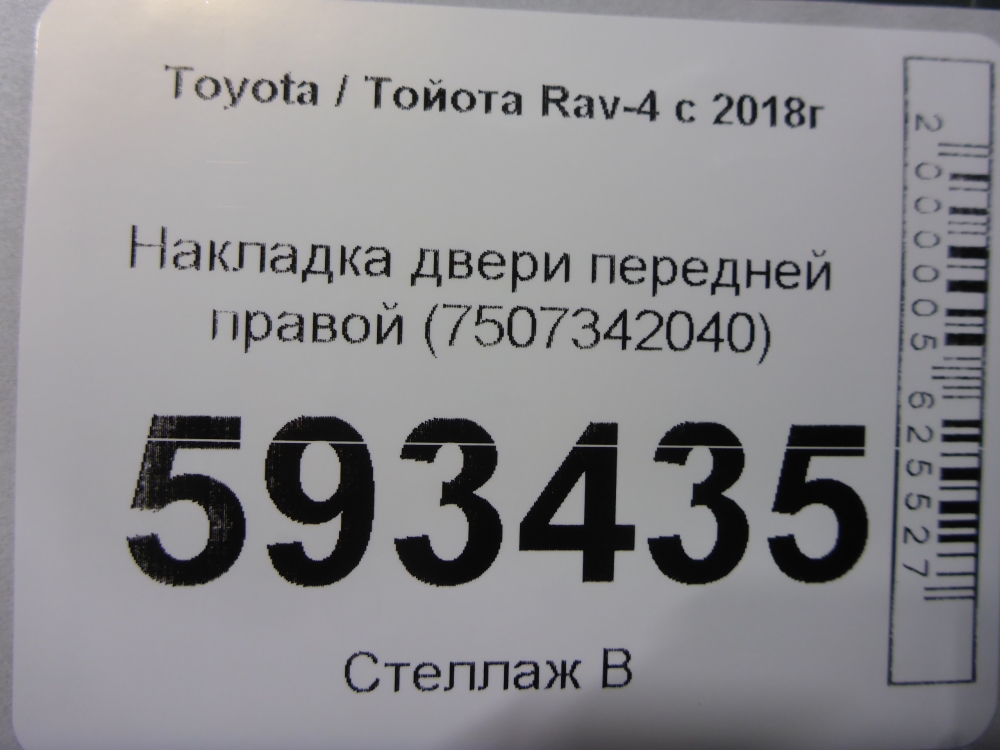 Toyota / Тойота Rav-4 с 2018г
Накладка двери передней
правой (7507342040)
593435
Стеллаж В
2000005625527